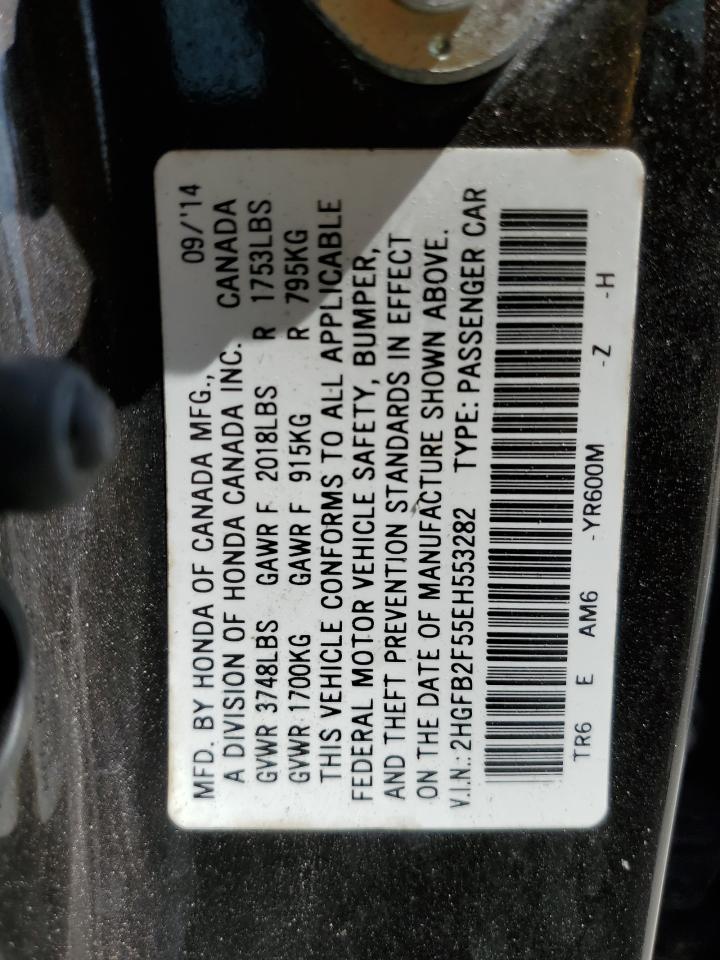 MFD. BY HONDA OF CANADA MFG., 09/'14
A DIVISION OF HONDA CANADA INC. CANADA
GVWR 3748LBS GAWR F 2018LBS R 1753LBS
GVWR 1700KG GAWR F 915KG R 795KG
THIS VEHICLE CONFORMS TO ALL APPLICABLE
FEDERAL MOTOR VEHICLE SAFETY, BUMPER,
AND THEFT PREVENTION STANDARDS IN EFFECT
ON THE DATE OF MANUFACTURE SHOWN ABOVE.
V.I.N.: 2HGFB2F55EH553282 TYPE: PASSENGER CAR
TR6 E AM6 -YR600M -Z -H